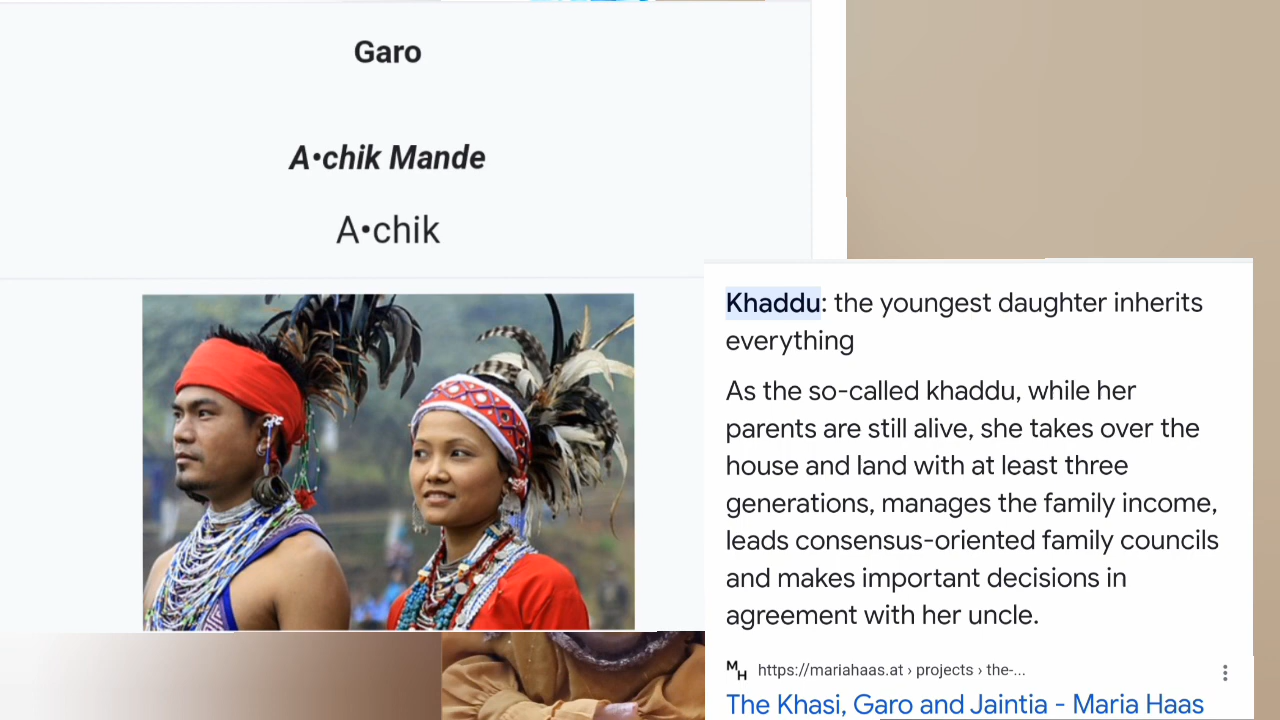 Garo
A•chik Mande
A•chik
Khaddu: the youngest daughter inherits
everything
As the so-called khaddu, while her
parents are still alive, she takes over the
house and land with at least three
generations, manages the family income,
leads consensus-oriented family councils
and makes important decisions in
agreement with her uncle.
MH https://mariahaas.at › projects › the-...
The Khasi, Garo and Jaintia - Maria Haas